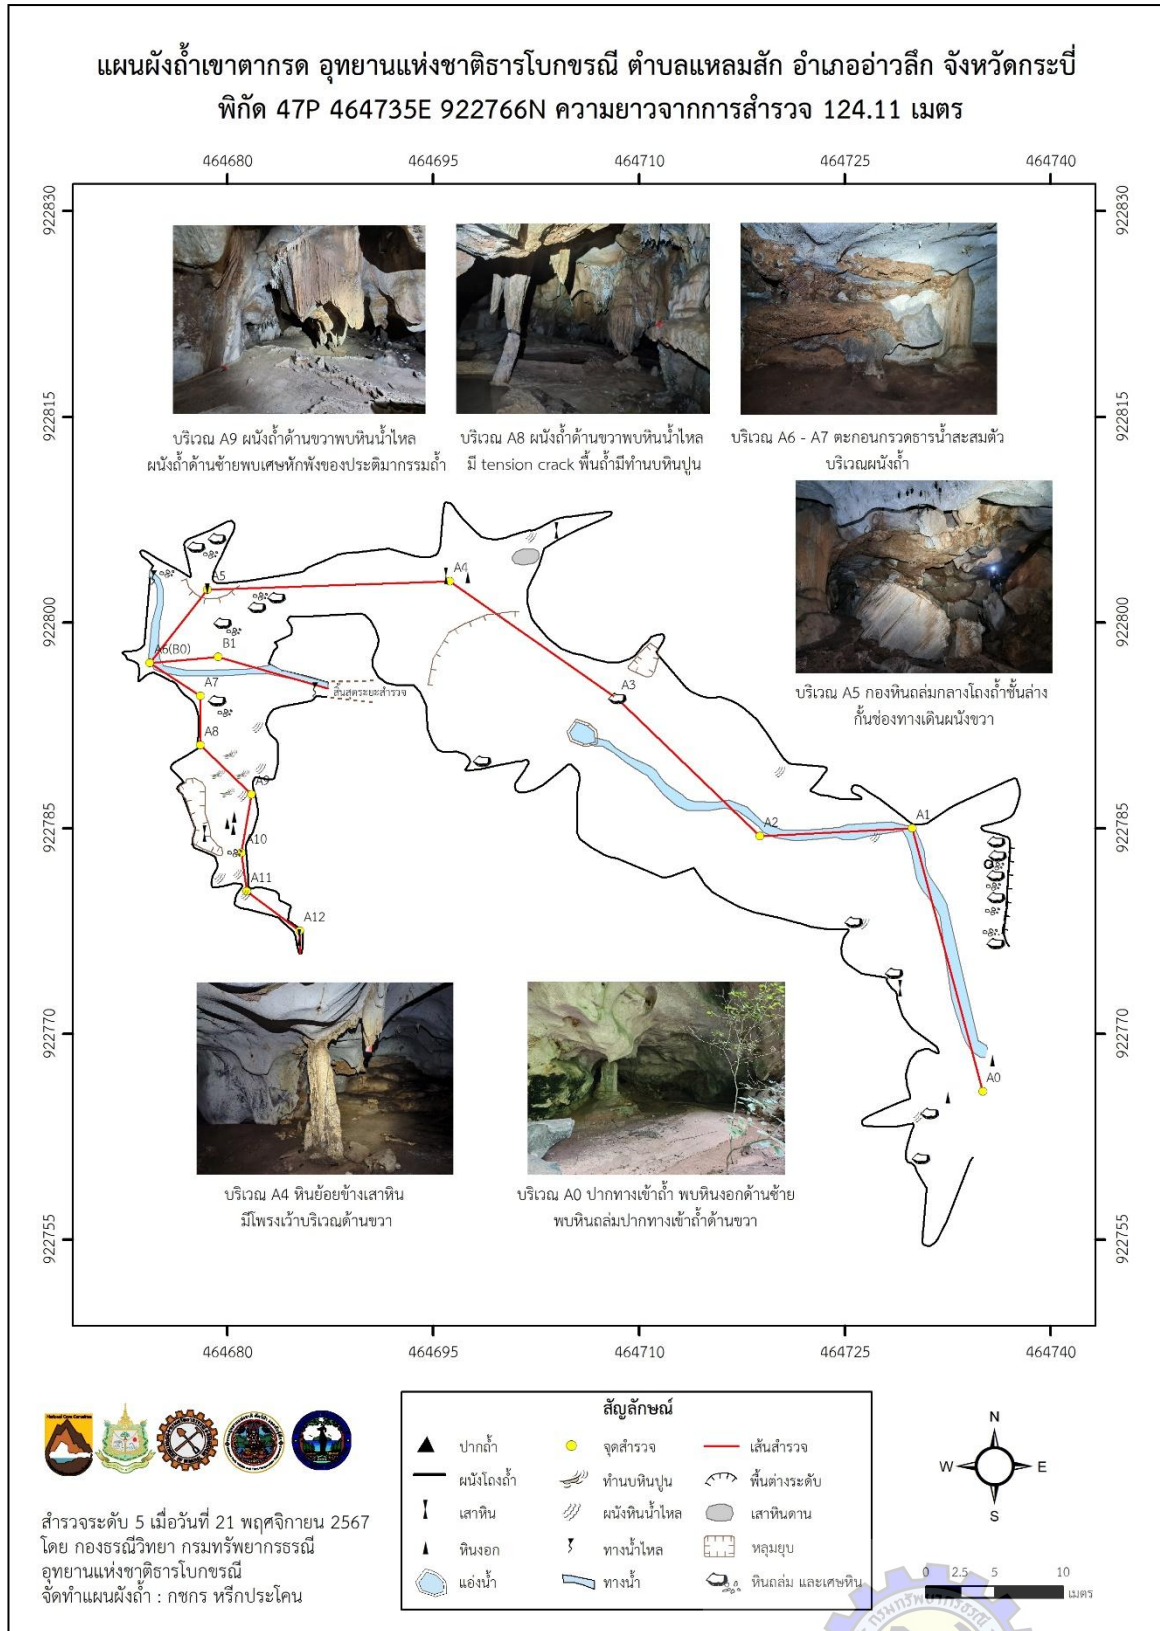 แผนผังถ้ำเขาตากรด อุทยานแห่งชาติธารโบกขรณี ตำบลแหลมสัก อำเภออ่าวลึก จังหวัดกระบี่
พิกัด 47P 464735E 922766N ความยาวจากการสำรวจ 124.11 เมตร
464680 464695 464710 464725 464740
922830
922830
บริเวณ A9 ผนังถ้ำด้านขวาพบหินน้ำไหล
ผนังถ้ำด้านซ้ายพบเศษหักพังของประติมากรรมถ้ำ
บริเวณ A8 ผนังถ้ำด้านขวาพบหินน้ำไหล
มี tension crack พื้นถ้ำมีทำนบหินปูน
บริเวณ A6 - A7 ตะกอนกรวดธารน้ำสะสมตัว
บริเวณผนังถ้ำ
922815
922815
บริเวณ A5 กองหินถล่มกลางโถงถ้ำชั้นล่าง
กั้นช่องทางเดินผนังขวา
A5
A4
922800
922800
A6(B0)
B1
A7
สิ้นสุดระยะสำรวจ
A3
A8
A9
A2
A1
922785
922785
A10
A11
A12
922770
922770
A0
บริเวณ A4 หินย้อยข้างเสาหิน
มีโพรงเว้าบริเวณด้านขวา
บริเวณ A0 ปากทางเข้าถ้ำ พบหินงอกด้านซ้าย
พบหินถล่มปากทางเข้าถ้ำด้านขวา
922755
922755
464680 464695 464710 464725 464740
สัญลักษณ์
ปากถ้ำ จุดสำรวจ เส้นสำรวจ
ผนังโถงถ้ำ ทำนบหินปูน พื้นต่างระดับ
เสาหิน ผนังหินน้ำไหล เสาหินดาน
หินงอก ทางน้ำไหล หลุมยุบ
แอ่งน้ำ ทางน้ำ หินถล่ม และเศษหิน
N
W E
S
0 2.5 5 10
เมตร
สำรวจระดับ 5 เมื่อวันที่ 21 พฤศจิกายน 2567
โดย กองธรณีวิทยา กรมทรัพยากรธรณี
อุทยานแห่งชาติธารโบกขรณี
จัดทำแผนผังถ้ำ : กชกร หรีกประโคน
กรมทรัพยากรธรณี